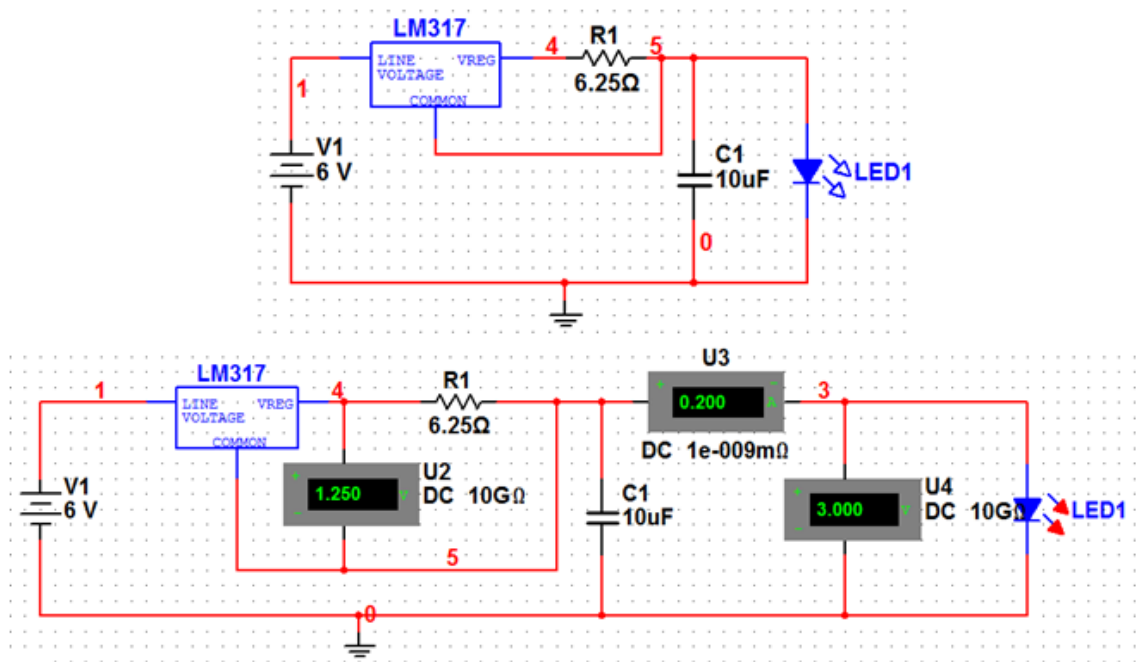 LM317
LINE VREG
VOLTAGE
COMMON
4
R1
5
6.25Ω
1
V1
6 V
C1
10uF
LED1
0
U3
LM317
1
4
R1
LINE VREG
VOLTAGE
COMMON
6.25Ω
+ -
0.200 A
3
DC 1e-009mΩ
V1
6 V
+
1.250 V
-
U2
DC 10GΩ
C1
10uF
+
3.000 V
-
U4
DC 10GΩ
LED1
5
0